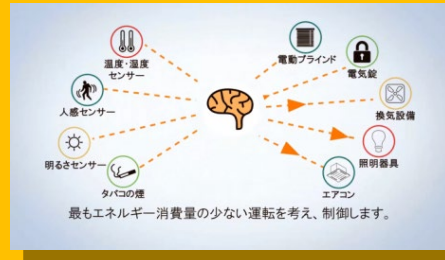 温度・湿度
センサー
人感センサー
明るさセンサー
タバコの煙
電動ブラインド
電気錠
換気設備
照明器具
エアコン
最もエネルギー消費量の少ない運転を考え、制御します。